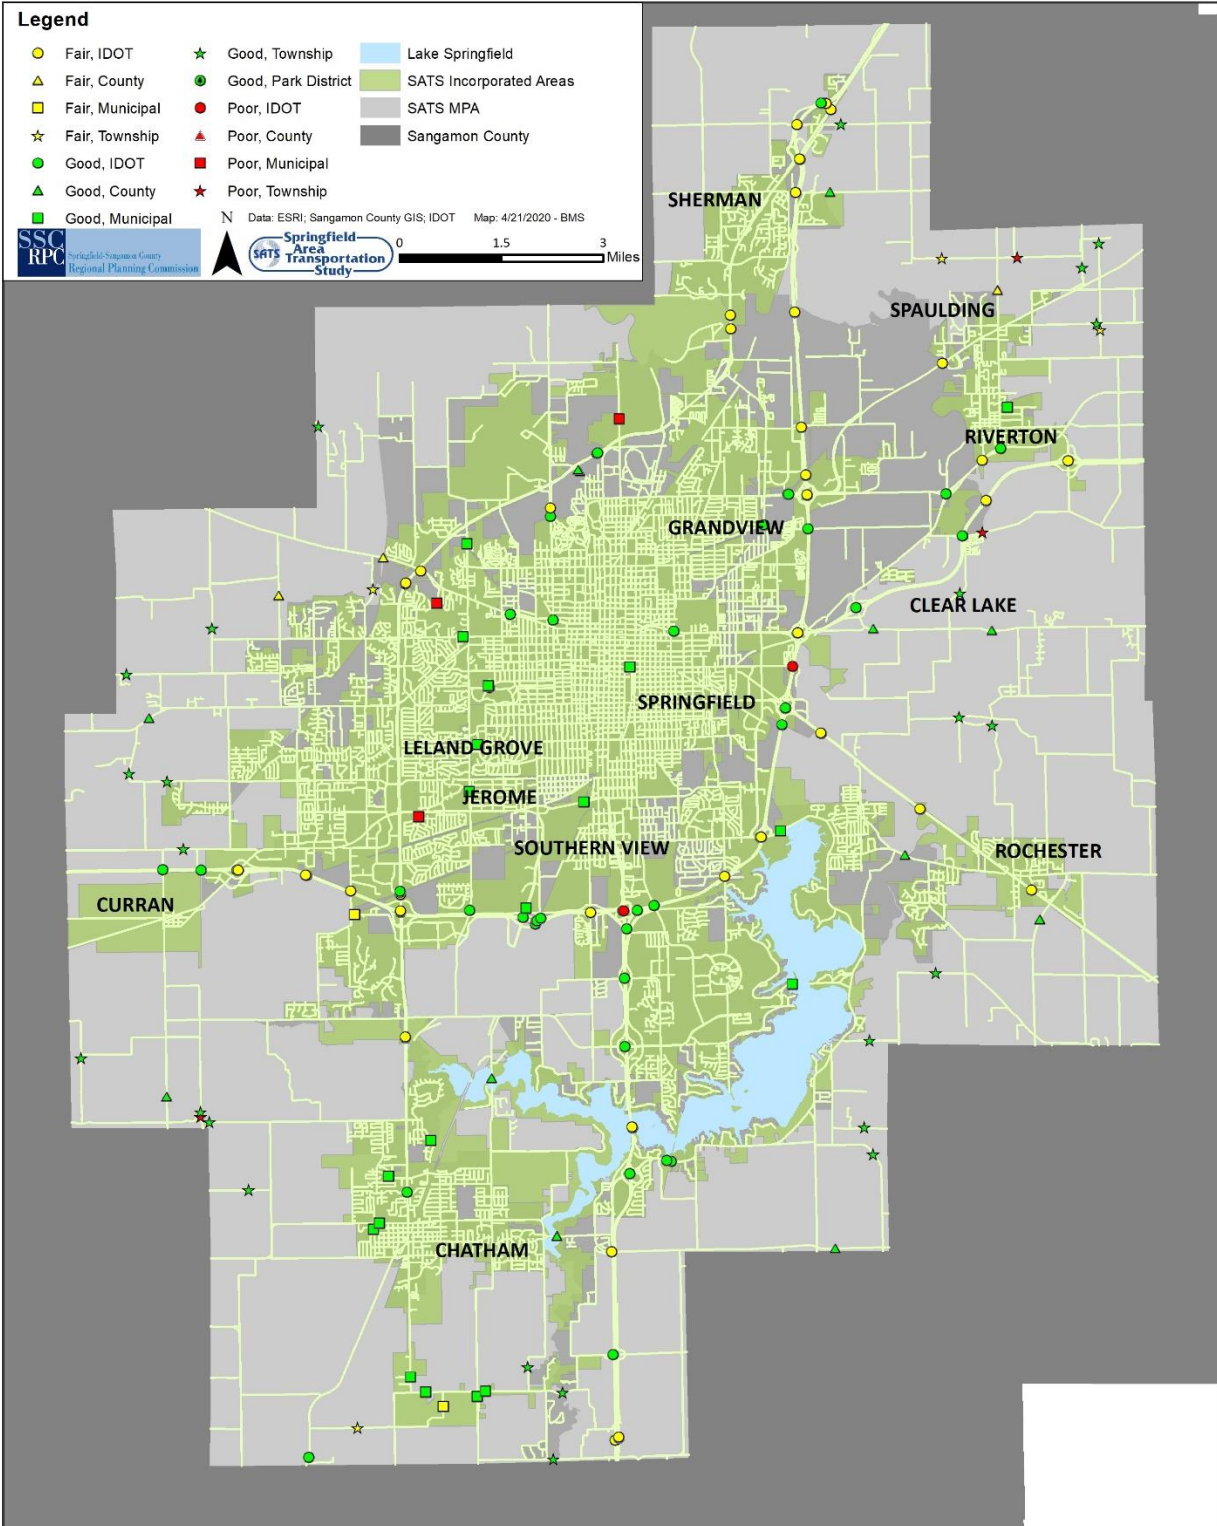 Legend
Fair, IDOT
Fair, County
Fair, Municipal
Fair, Township
Good, IDOT
Good, County
Good, Municipal
Good, Township
Good, Park District
Poor, IDOT
Poor, County
Poor, Municipal
Poor, Township
Lake Springfield
SATS Incorporated Areas
SATS MPA
Sangamon County
N
Data: ESRI; Sangamon County GIS; IDOT Map: 4/21/2020 - BMS
SSC
RPC
Springfield-Sangamon County
Regional Planning Commission
SATS
Springfield
Area
Transportation
Study
0 1.5 3
Miles
SHERMAN
SPAULDING
RIVERTON
GRANDVIEW
CLEAR LAKE
SPRINGFIELD
LELAND GROVE
JEROME
SOUTHERN VIEW
ROCHESTER
CURRAN
CHATHAM